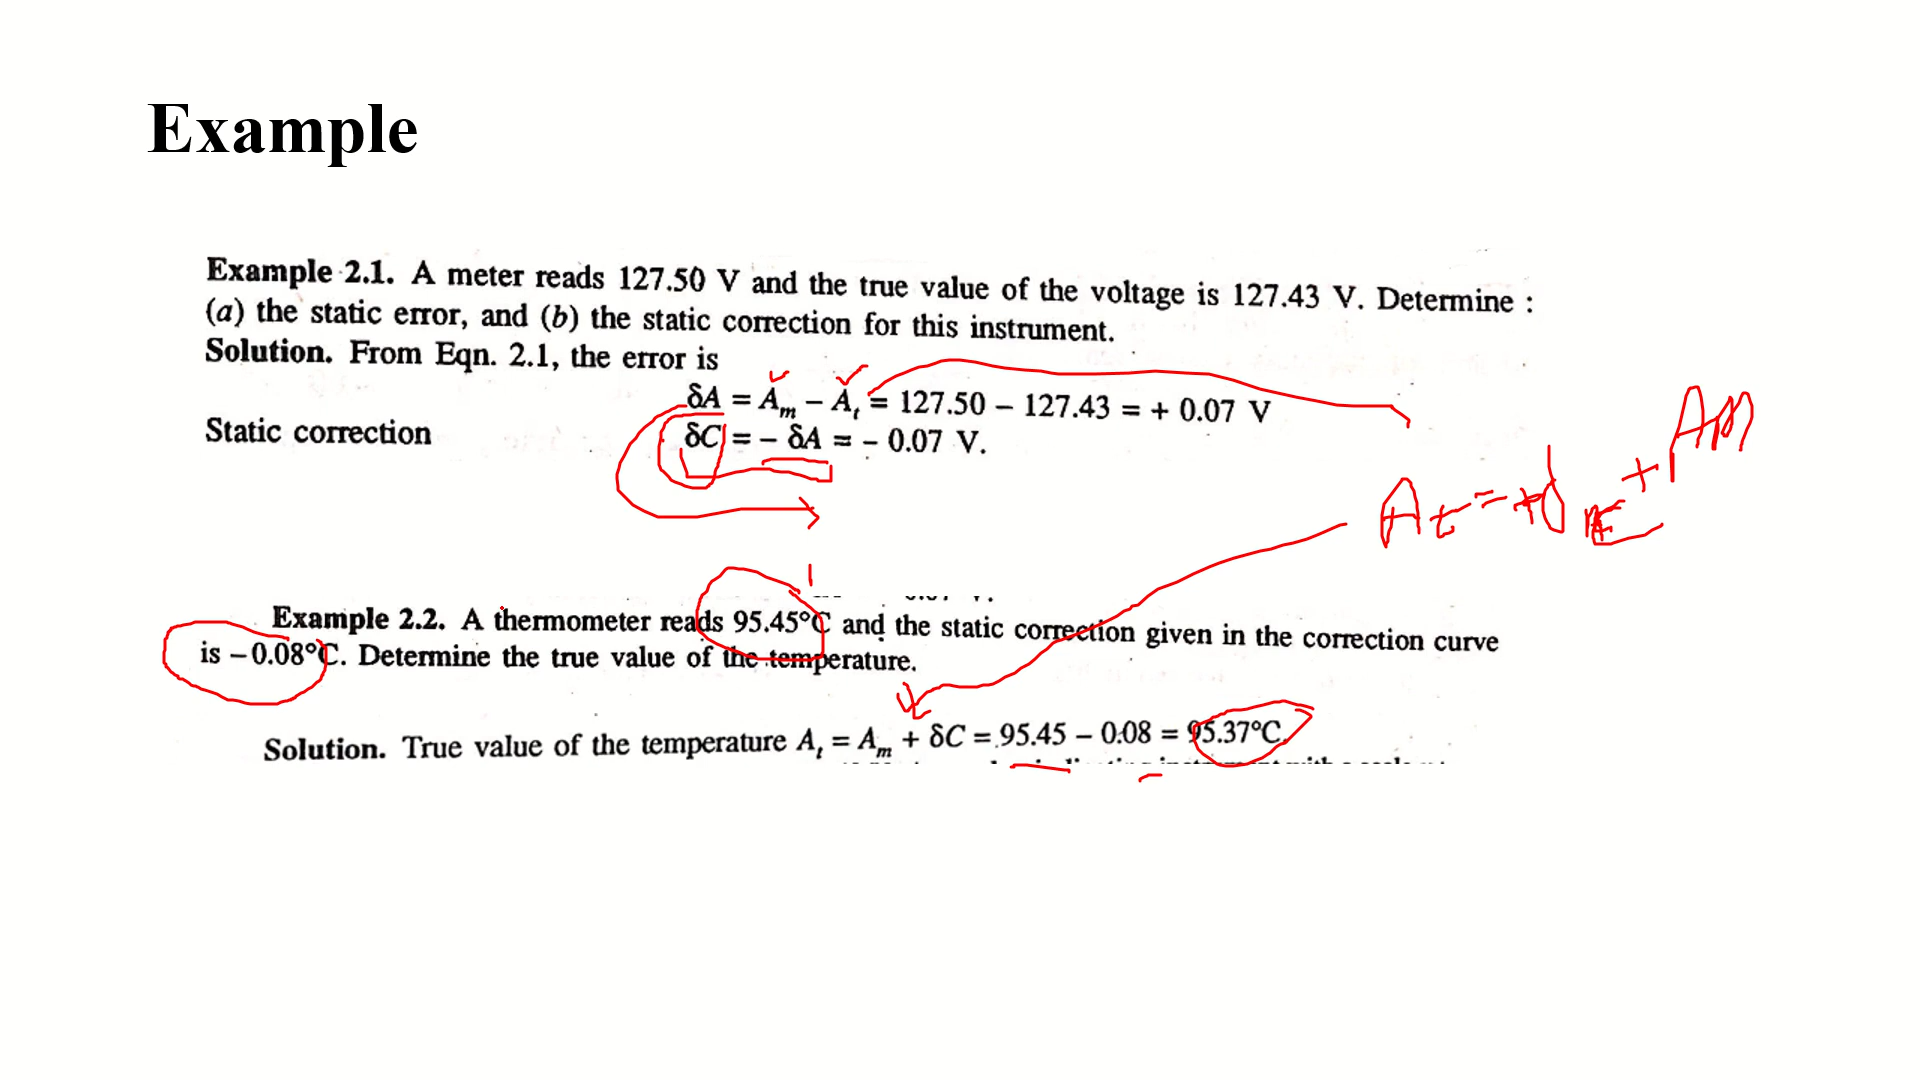 Example
Example 2.1. A meter reads 127.50 V and the true value of the voltage is 127.43 V. Determine :
(a) the static error, and (b) the static correction for this instrument.
Solution. From Eqn. 2.1, the error is
δA = Am − At = 127.50 − 127.43 = + 0.07 V
Static correction δC = − δA = − 0.07 V.
Am
At = +δ +
Example 2.2. A thermometer reads 95.45°C and the static correction given in the correction curve
is −0.08°C. Determine the true value of the temperature.
Solution. True value of the temperature At = Am + δC = 95.45 − 0.08 = 95.37°C.